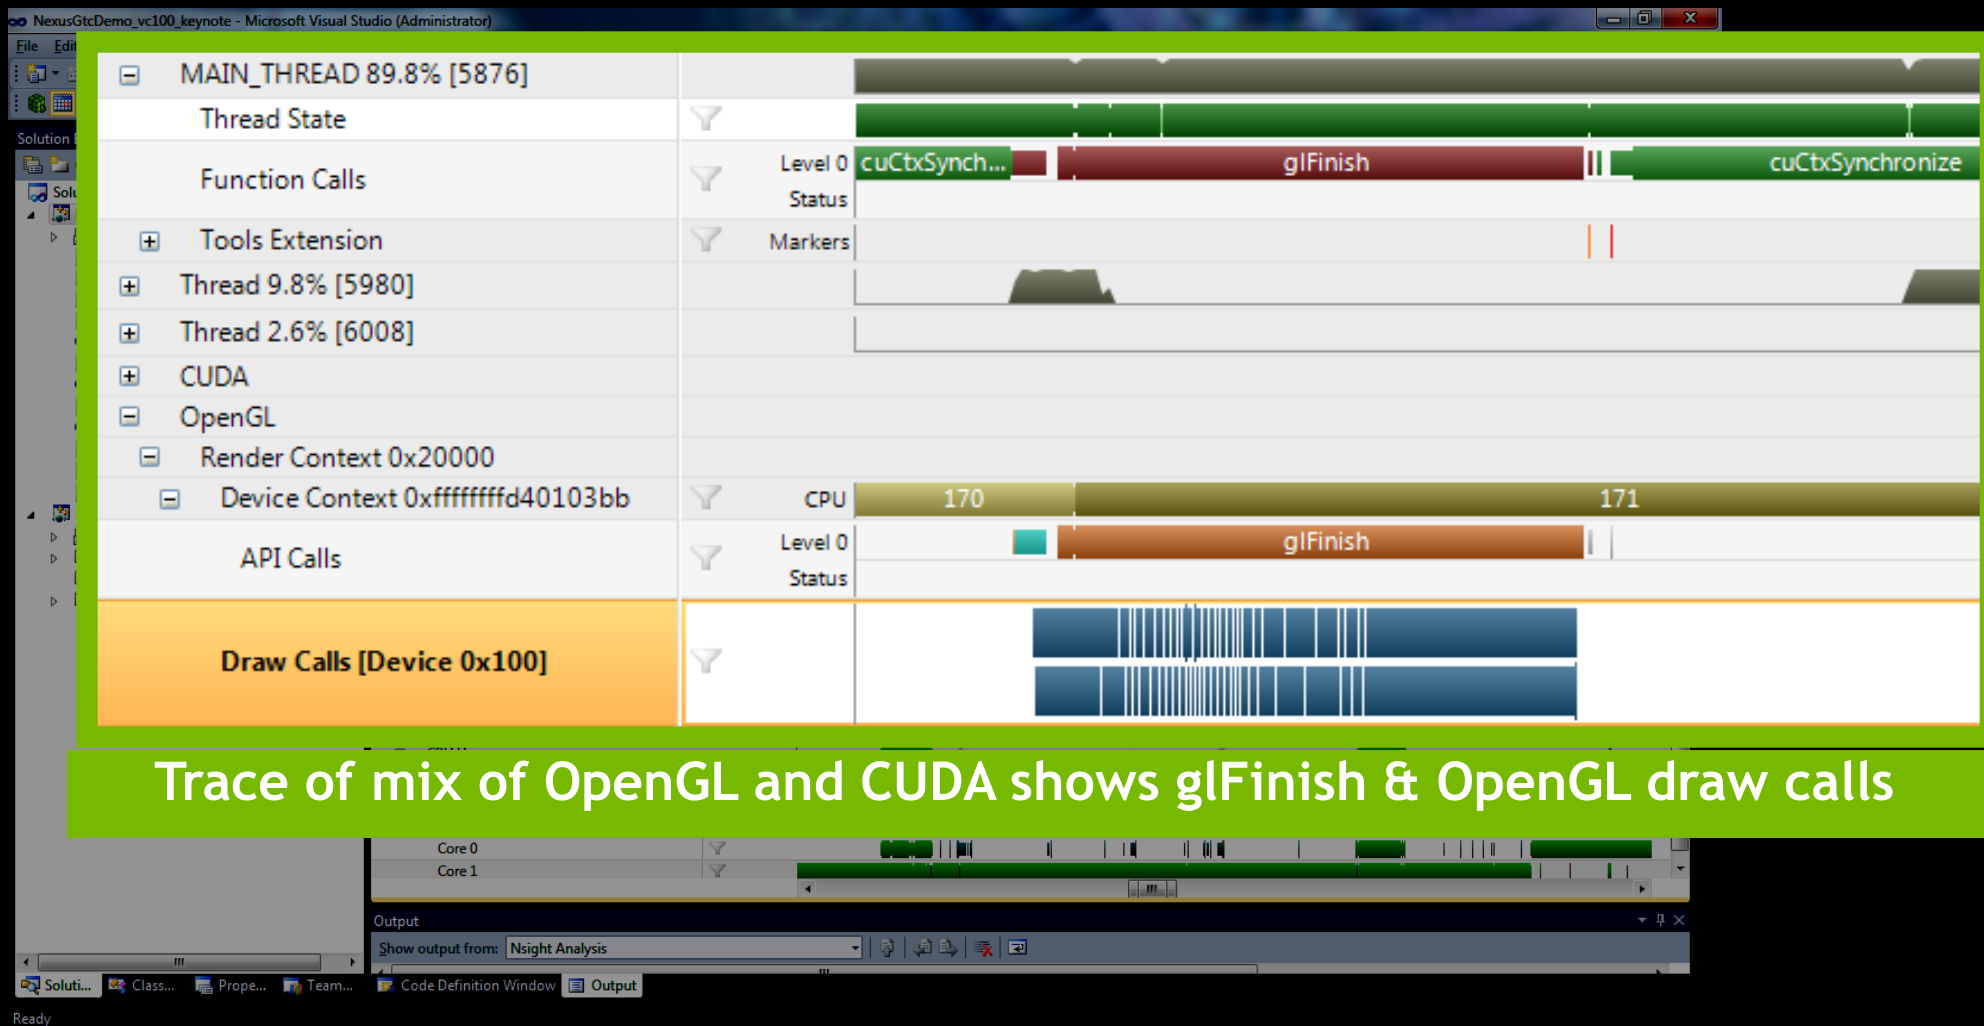 NexusGtcDemo_vc100_keynote - Microsoft Visual Studio (Administrator)
File Edit
Solution
Solu
MAIN_THREAD 89.8% [5876]
Thread State
Function Calls
Level 0
cuCtxSynch...
glFinish
cuCtxSynchronize
Status
Tools Extension
Markers
Thread 9.8% [5980]
Thread 2.6% [6008]
CUDA
OpenGL
Render Context 0x20000
Device Context 0xffffffffd40103bb
CPU
170
171
API Calls
Level 0
glFinish
Status
Draw Calls [Device 0x100]
Trace of mix of OpenGL and CUDA shows glFinish & OpenGL draw calls
Core 0
Core 1
Output
Show output from: Nsight Analysis
Soluti... Class... Prope... Team... Code Definition Window Output
Ready